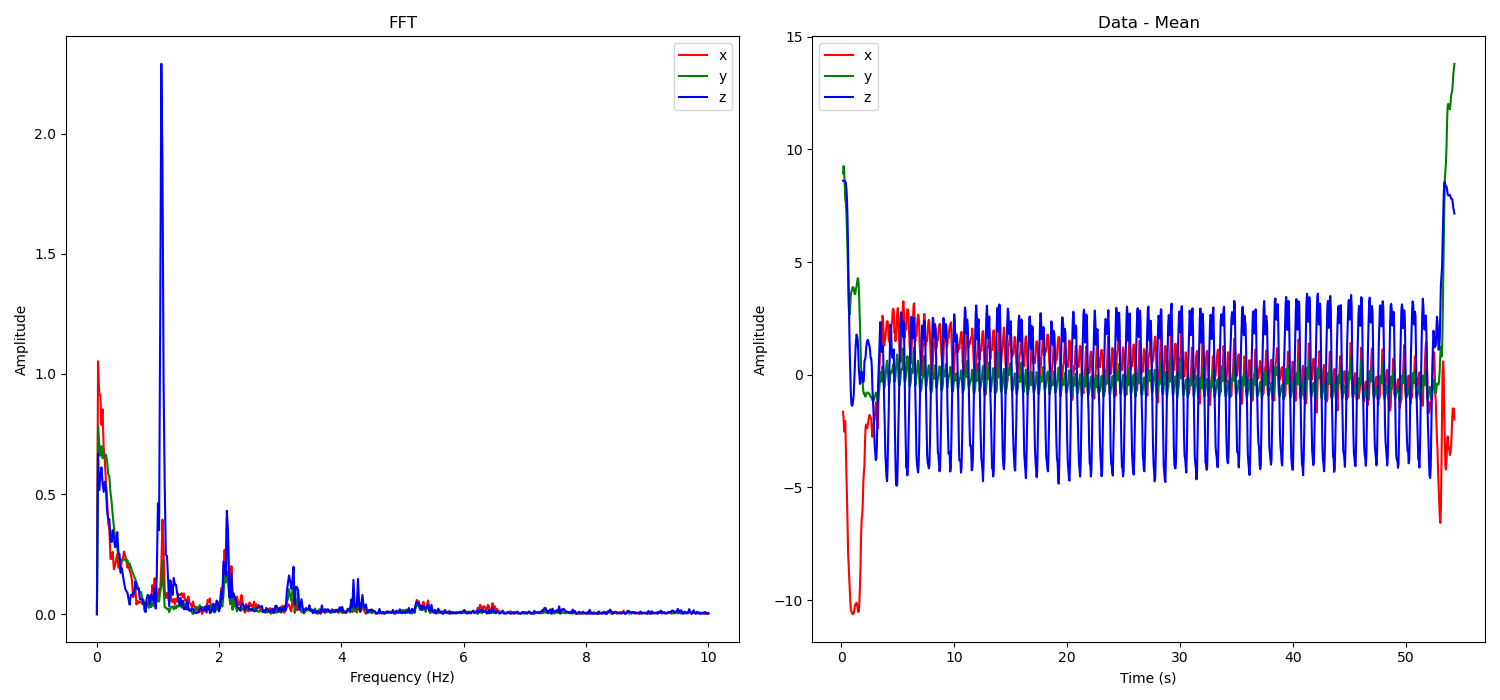 FFT
Amplitude
2.0
1.5
1.0
0.5
0.0
x
y
z
0 2 4 6 8 10
Frequency (Hz)
Data - Mean
Amplitude
15
10
5
0
−5
−10
x
y
z
0 10 20 30 40 50
Time (s)